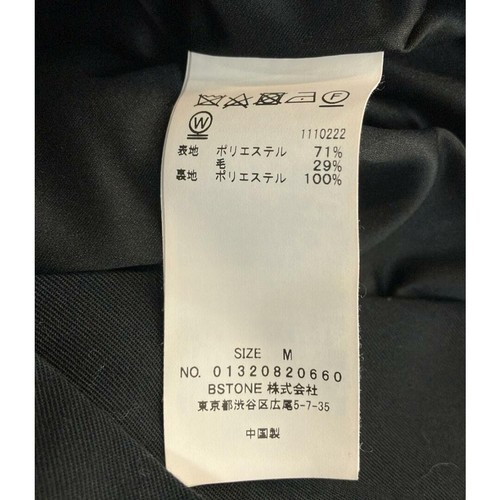 F
W
1110222
表地 ポリエステル 71%
毛 29%
裏地 ポリエステル 100%
SIZE M
NO. 01320820660
BSTONE 株式会社
東京都渋谷区広尾5-7-35
中国製